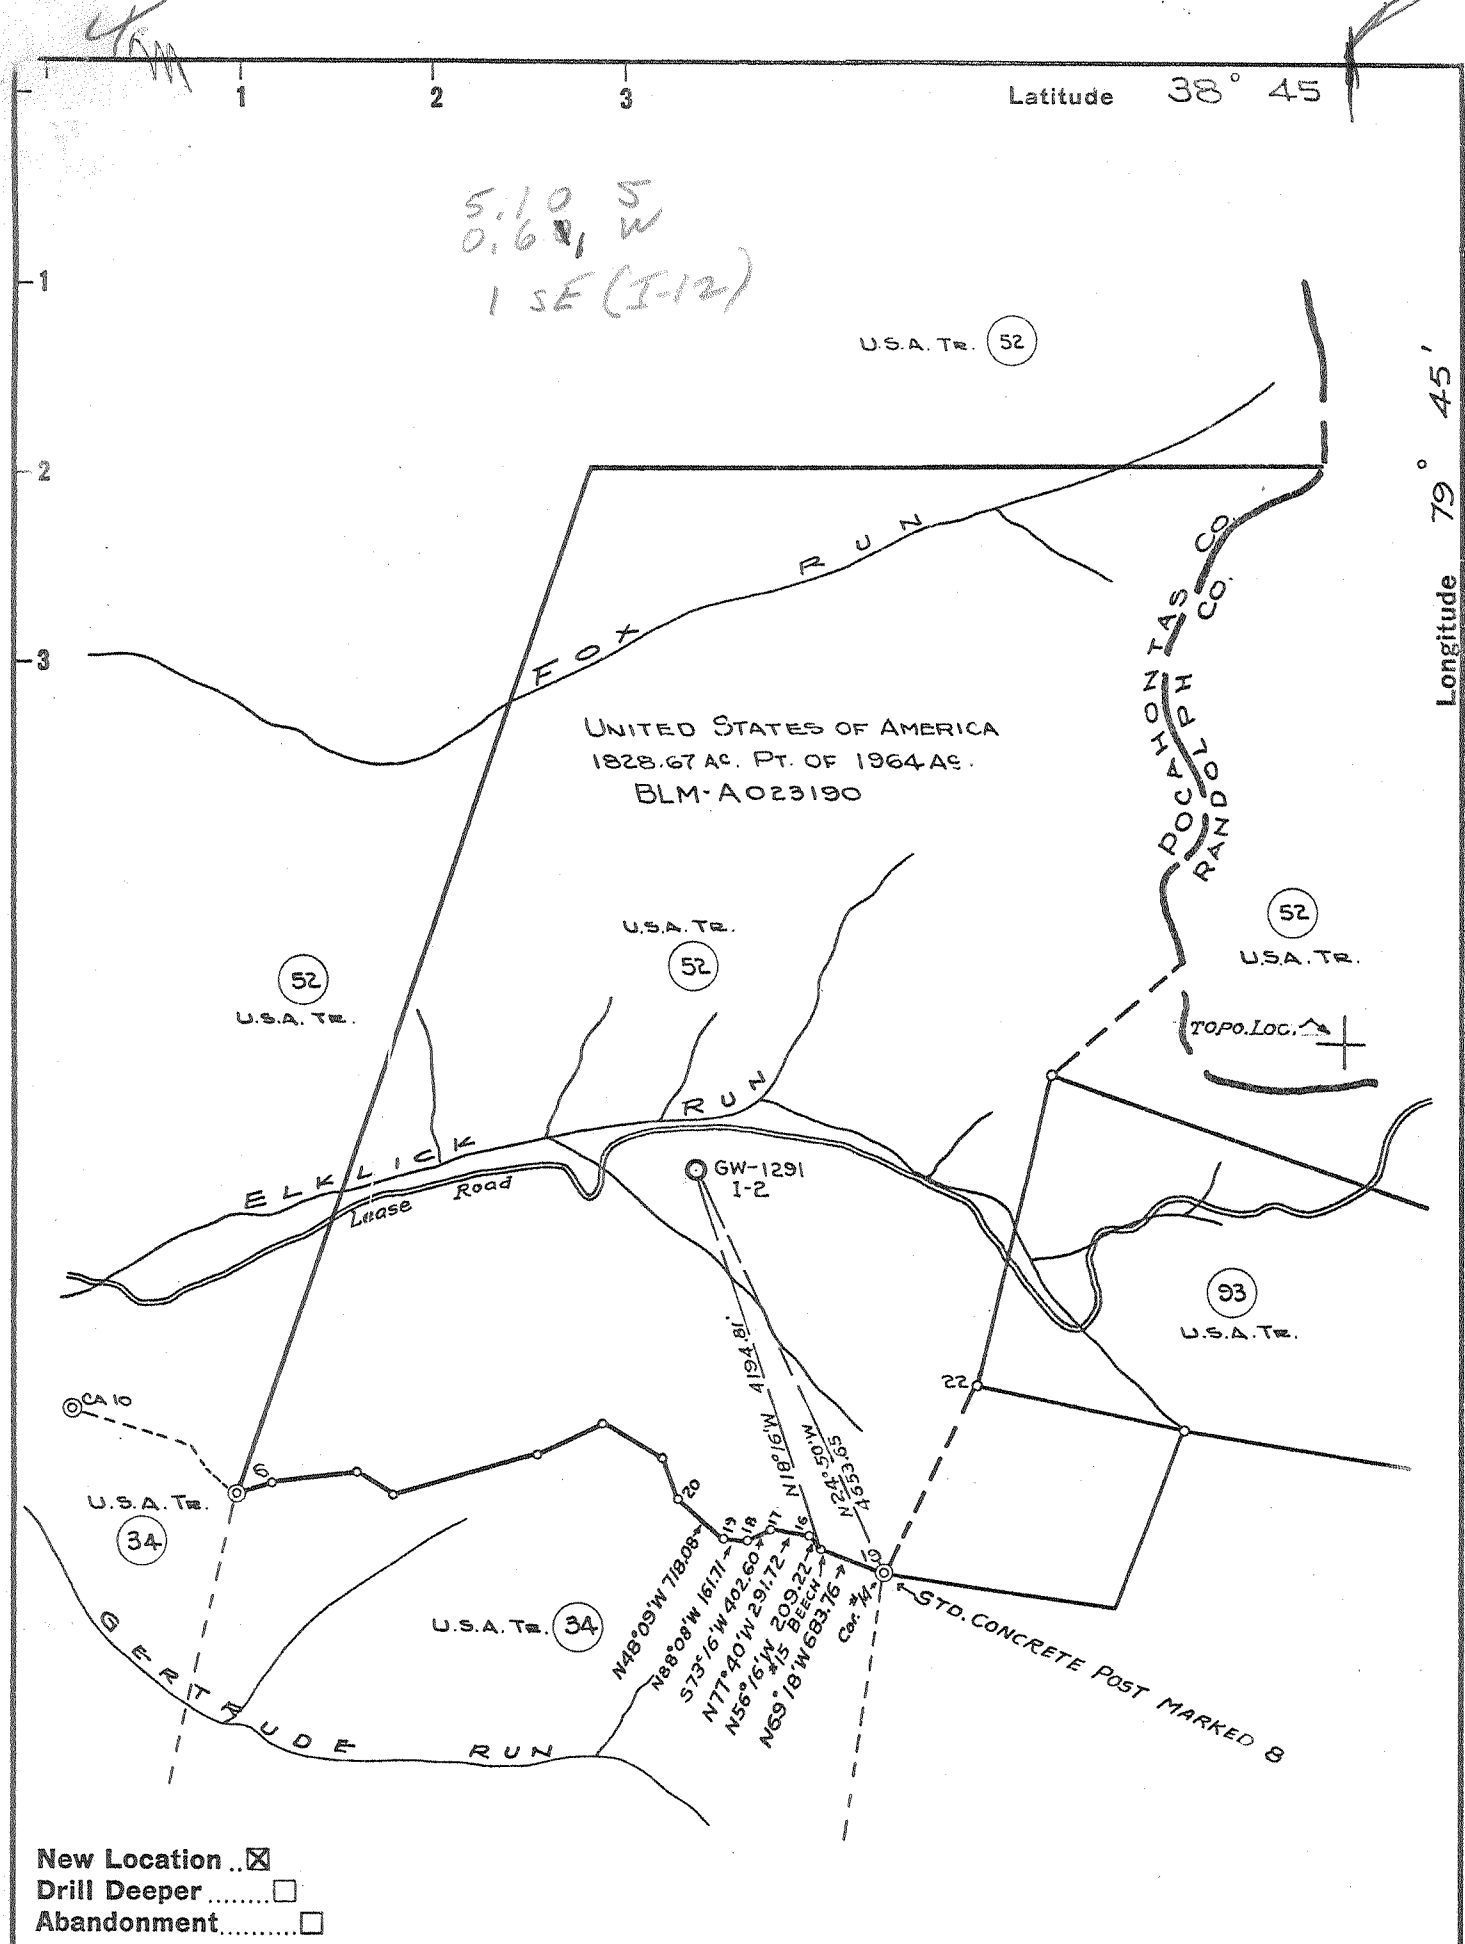 1 2 3 Latitude 38° 45
5.10 S
W
1 SE (I-12)
1
2
3
Longitude 79° 45'
U.S.A. TR. 52
FOX RUN
POCAHONTAS CO.
RANDOLPH CO.
UNITED STATES OF AMERICA
1828.67 AC. PT. OF 1964 AC.
BLM-A023190
52
U.S.A. TR.
U.S.A. TR.
52
52
U.S.A. TR.
TOPO. LOC.
ELKLICK RUN
Lease Road
GW-1291
I-2
93
U.S.A. TR.
22
N18°16'W 4194.81'
N24°50'W
4553.65
CA 10
6
U.S.A. TR.
34
20
19
18
17
16
U.S.A. TR. 34
N48°09'W 718.08
N88°08'W 161.71
S73°16'W 402.60
N77°40'W 291.72
N56°16'W 209.22
#15 BEECH
N69°18'W 683.76
Cor. #14
STD. CONCRETE POST MARKED 8
GERTRUDE RUN
New Location ..☒
Drill Deeper ........☐
Abandonment..........☐